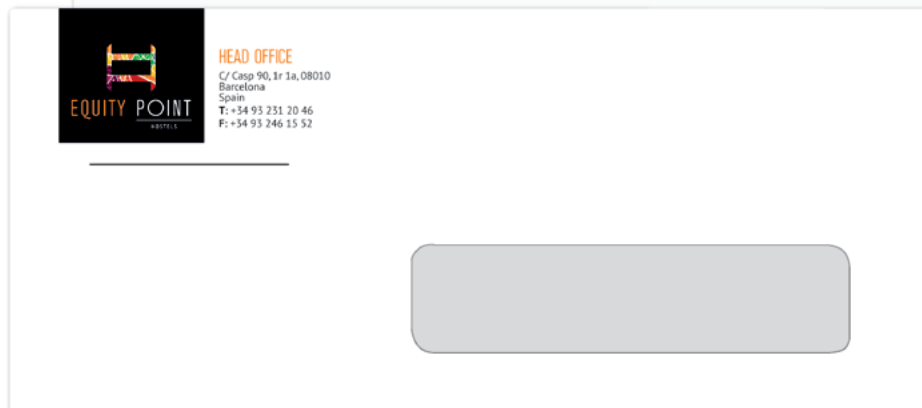 EQUITY POINT
HOSTELS
HEAD OFFICE
C/ Casp 90, 1r 1a, 08010
Barcelona
Spain
T: +34 93 231 20 46
F: +34 93 246 15 52